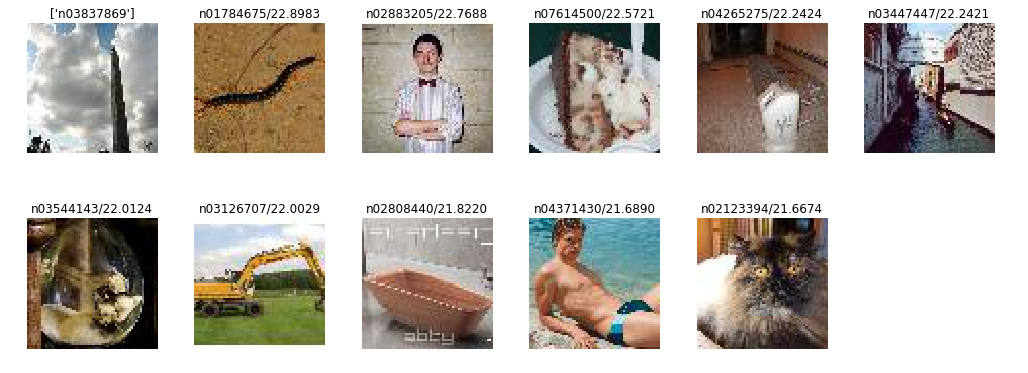 ['n03837869']
n01784675/22.8983
n02883205/22.7688
n07614500/22.5721
n04265275/22.2424
n03447447/22.2421
n03544143/22.0124
n03126707/22.0029
n02808440/21.8220
n04371430/21.6890
n02123394/21.6674
abty